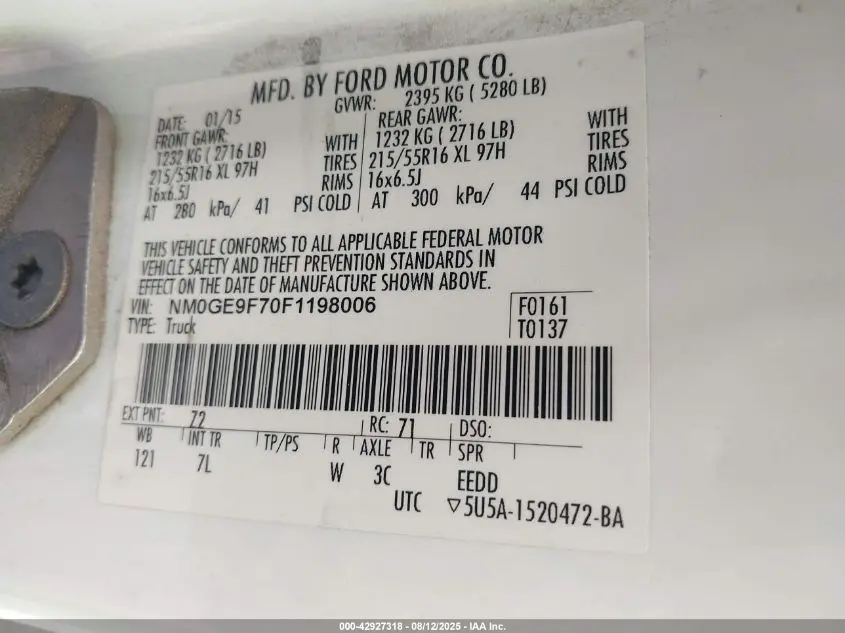 MFD. BY FORD MOTOR CO.
DATE: 01/15 GVWR: 2395 KG ( 5280 LB)
FRONT GAWR: REAR GAWR:
1232 KG ( 2716 LB) WITH 1232 KG ( 2716 LB) WITH
215/55R16 XL 97H TIRES 215/55R16 XL 97H TIRES
16x6.5J RIMS 16x6.5J RIMS
AT 280 kPa/ 41 PSI COLD AT 300 kPa/ 44 PSI COLD
THIS VEHICLE CONFORMS TO ALL APPLICABLE FEDERAL MOTOR
VEHICLE SAFETY AND THEFT PREVENTION STANDARDS IN
EFFECT ON THE DATE OF MANUFACTURE SHOWN ABOVE.
VIN: NM0GE9F70F1198006 F0161
TYPE: Truck T0137
EXT PNT: 72 RC: 71 DSO:
WB INT TR TP/PS R AXLE TR SPR
121 7L W 3C EEDD
UTC ▽5U5A-1520472-BA
000-42927318 - 08/12/2025 - IAA Inc.